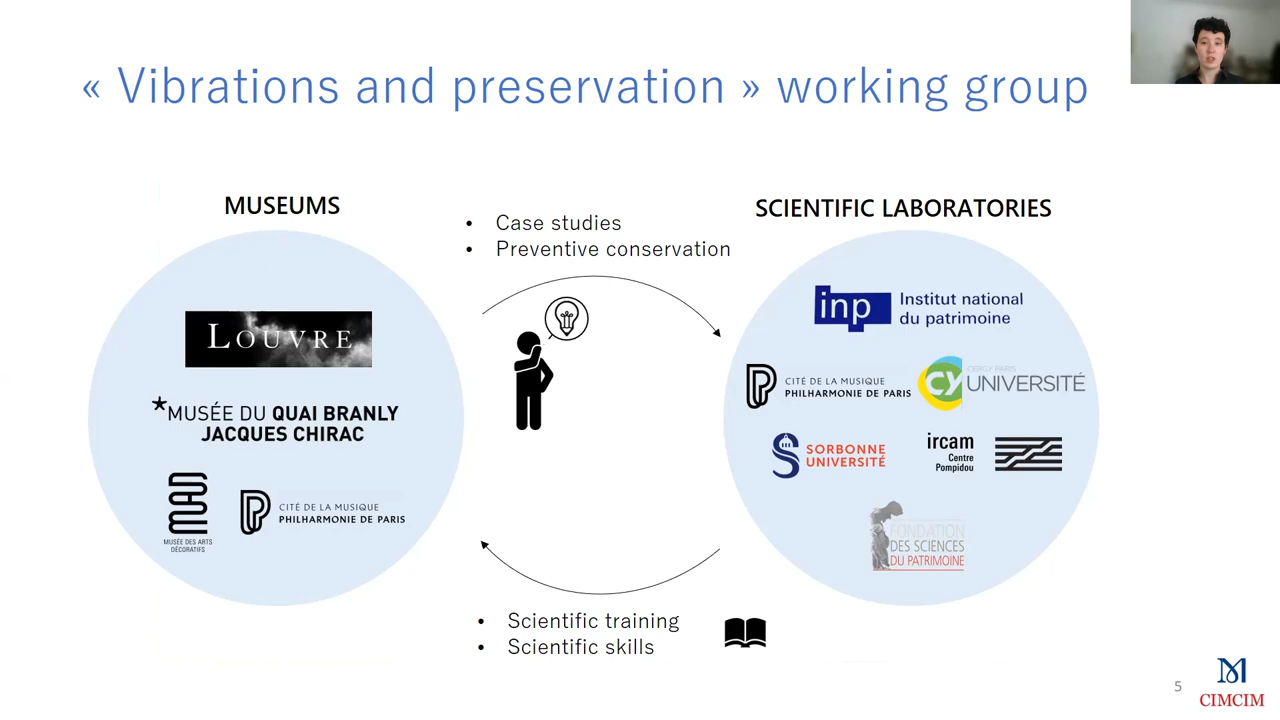 « Vibrations and preservation » working group
MUSEUMS
• Case studies
• Preventive conservation
SCIENTIFIC LABORATORIES
LOUVRE
*MUSÉE DU QUAI BRANLY
JACQUES CHIRAC
MUSÉE DES ARTS
DÉCORATIFS
CITÉ DE LA MUSIQUE
PHILHARMONIE DE PARIS
inp
Institut national
du patrimoine
CITÉ DE LA MUSIQUE
PHILHARMONIE DE PARIS
CY
CERGY PARIS
UNIVERSITÉ
SORBONNE
UNIVERSITÉ
ircam
Centre
Pompidou
FONDATION
DES SCIENCES
DU PATRIMOINE
• Scientific training
• Scientific skills
5
CIMCIM